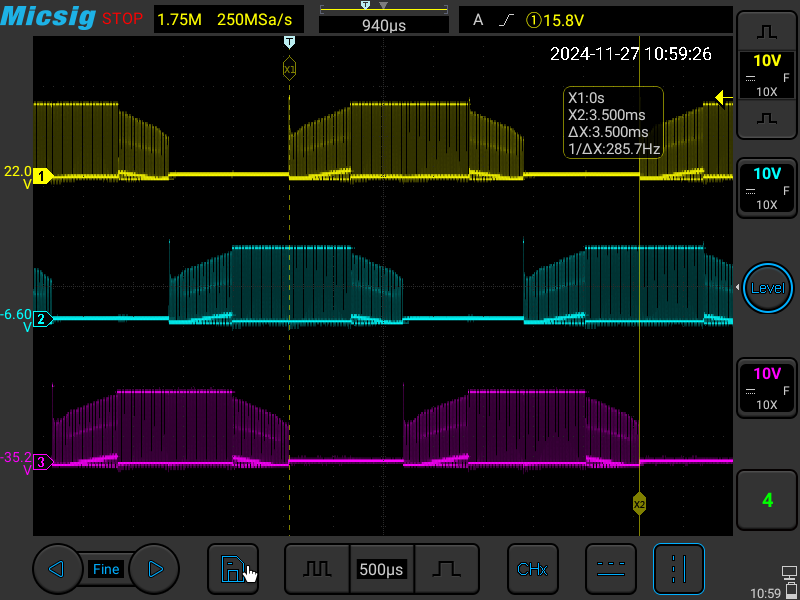 Micsig STOP 1.75M 250MSa/s 940µs A ①15.8V
T
T
X1
2024-11-27 10:59:26
X1:0s
X2:3.500ms
ΔX:3.500ms
1/ΔX:285.7Hz
10V
F
10X
22.0
V
1
10V
F
10X
-6.60
V
2
Level
10V
F
10X
-35.2
V
3
X2
4
Fine
500µs
CHx
10:59